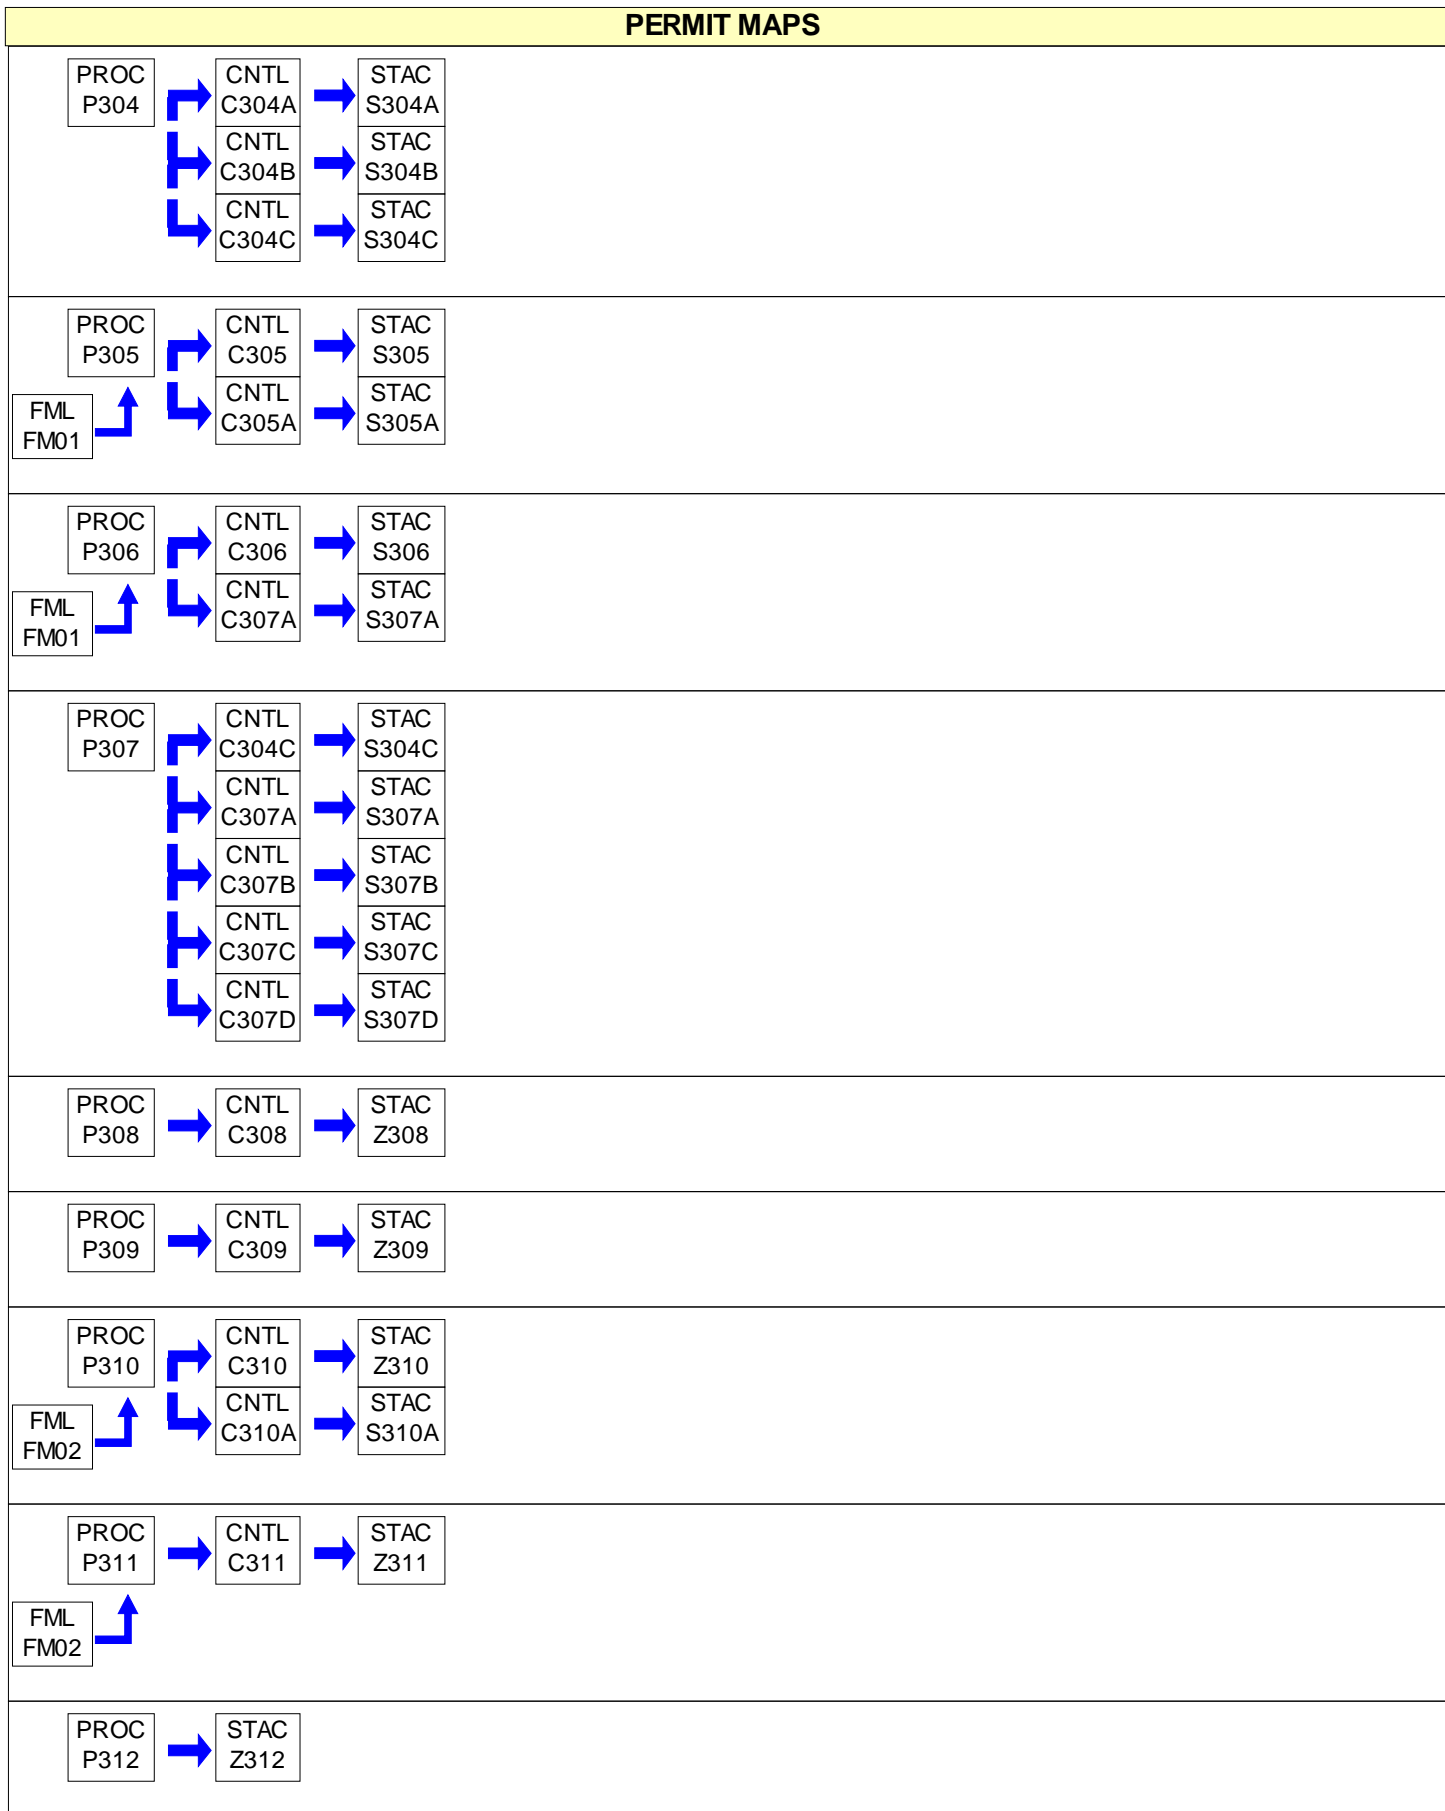 PERMIT MAPS
PROC
P304
CNTL
C304A
STAC
S304A
CNTL
C304B
STAC
S304B
CNTL
C304C
STAC
S304C
PROC
P305
CNTL
C305
STAC
S305
CNTL
C305A
STAC
S305A
FML
FM01
PROC
P306
CNTL
C306
STAC
S306
CNTL
C307A
STAC
S307A
FML
FM01
PROC
P307
CNTL
C304C
STAC
S304C
CNTL
C307A
STAC
S307A
CNTL
C307B
STAC
S307B
CNTL
C307C
STAC
S307C
CNTL
C307D
STAC
S307D
PROC
P308
CNTL
C308
STAC
Z308
PROC
P309
CNTL
C309
STAC
Z309
PROC
P310
CNTL
C310
STAC
Z310
CNTL
C310A
STAC
S310A
FML
FM02
PROC
P311
CNTL
C311
STAC
Z311
FML
FM02
PROC
P312
STAC
Z312